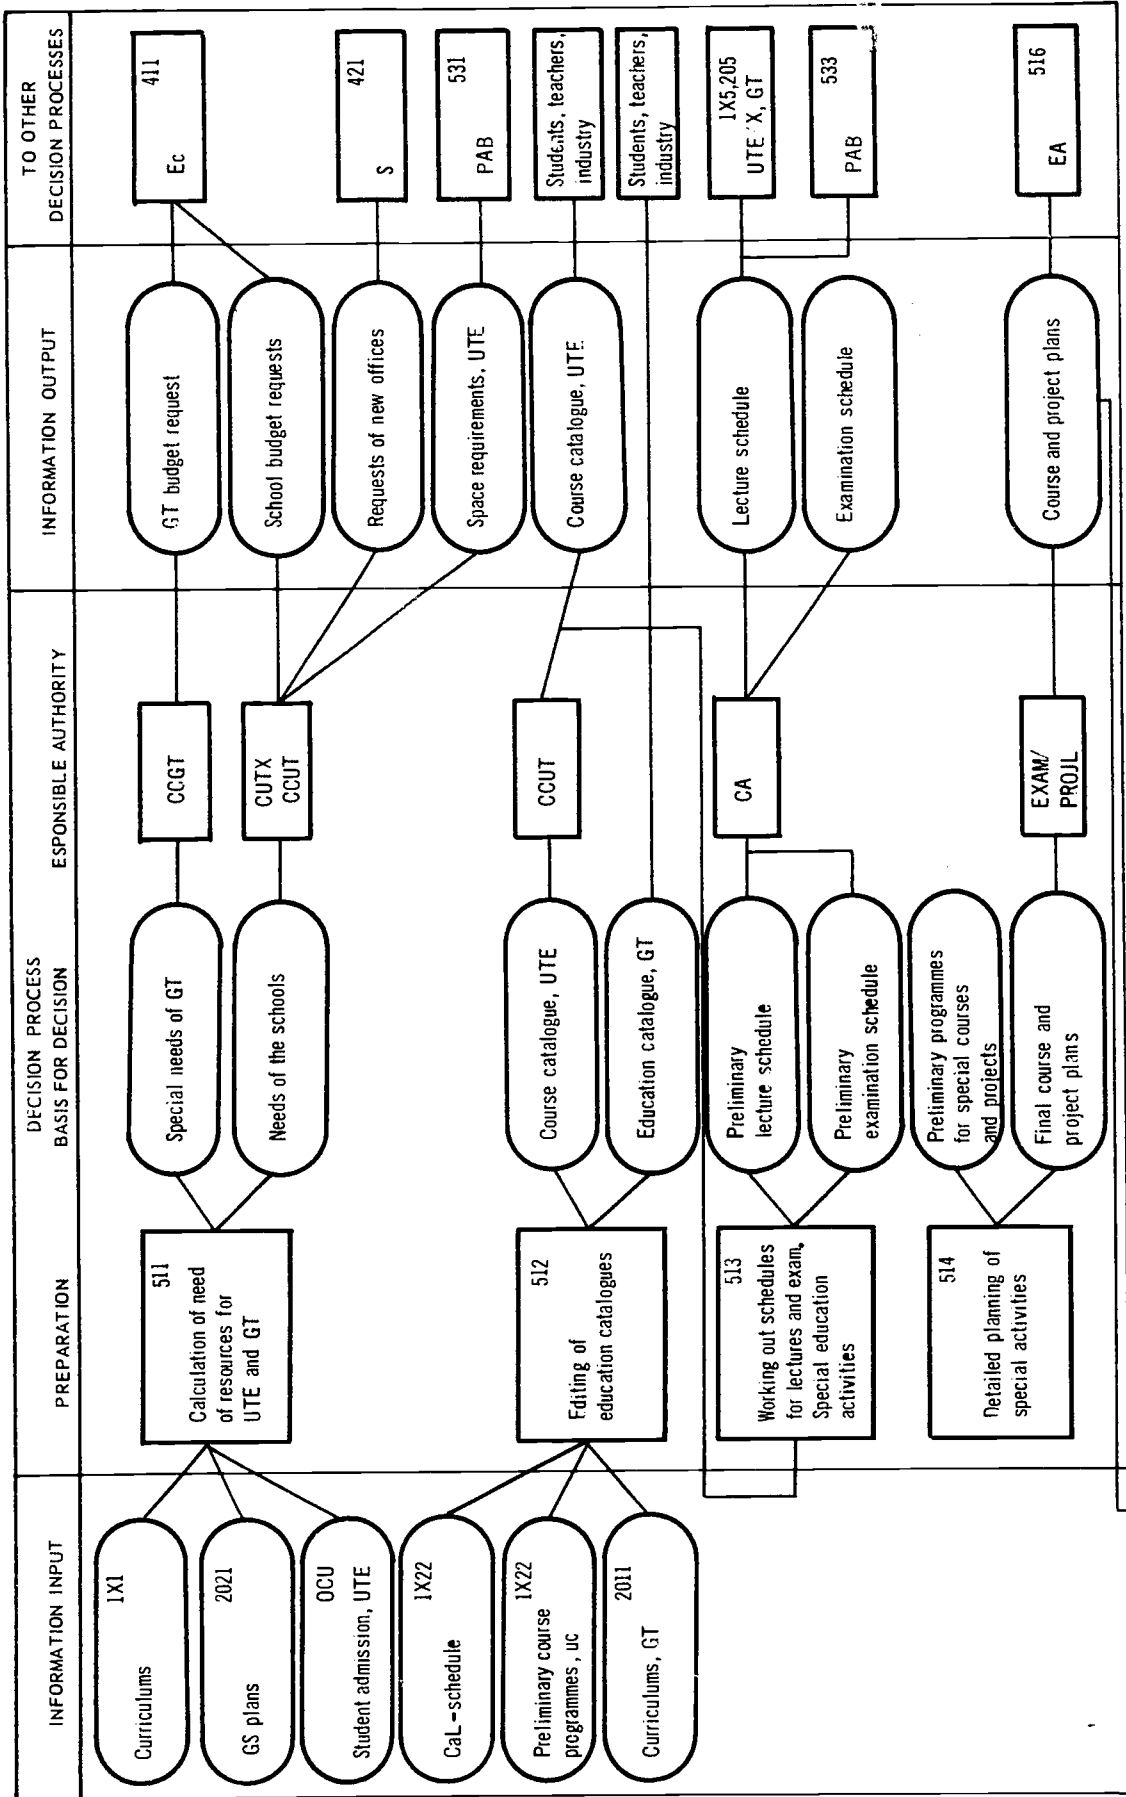 INFORMATION INPUT
PREPARATION
DECISION PROCESS
BASIS FOR DECISION
ESPONSIBLE AUTHORITY
INFORMATION OUTPUT
TO OTHER
DECISION PROCESSES
1X1
Curriculums
2021
GS plans
OCU
Student admission, UTE
1X22
CaL-schedule
1X22
Preliminary course
programmes, uc
2011
Curriculums, GT
511
Calculation of need
of resources for
UTE and GT
512
Editing of
education catalogues
513
Working out schedules
for lectures and exam.
Special education
activities
514
Detailed planning of
special activities
Special needs of GT
Needs of the schools
Course catalogue, UTE
Education catalogue, GT
Preliminary
lecture schedule
Preliminary
examination schedule
Preliminary programmes
for special courses
and projects
Final course and
project plans
CCGT
CUTX
CCUT
CCUT
CA
EXAM/
PROJL
GT budget request
School budget requests
Requests of new offices
Space requirements, UTE
Course catalogue, UTE
Lecture schedule
Examination schedule
Course and project plans
411
Ec
421
S
531
PAB
Students, teachers,
industry
Students, teachers,
industry
1X5,205
UTE'X, GT
533
PAB
516
EA